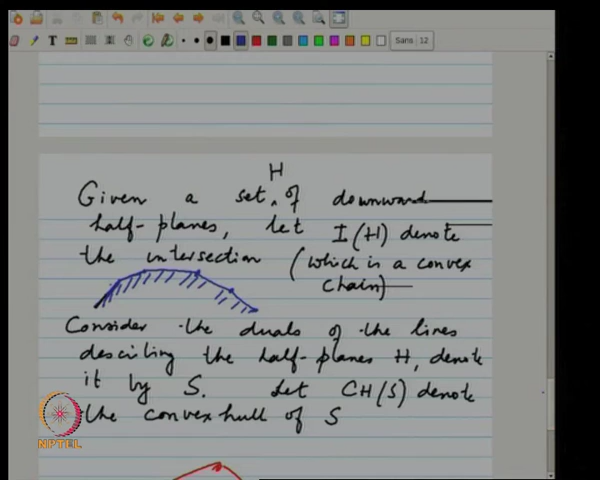 T
Sans 12
H
Given a set ∧ of downward
half-planes, let I(H) denote
the intersection (which is a convex
chain)
Consider the duals of the lines
describing the half-planes H, denote
it by S. Let CH(S) denote
the convex hull of S
NPTEL